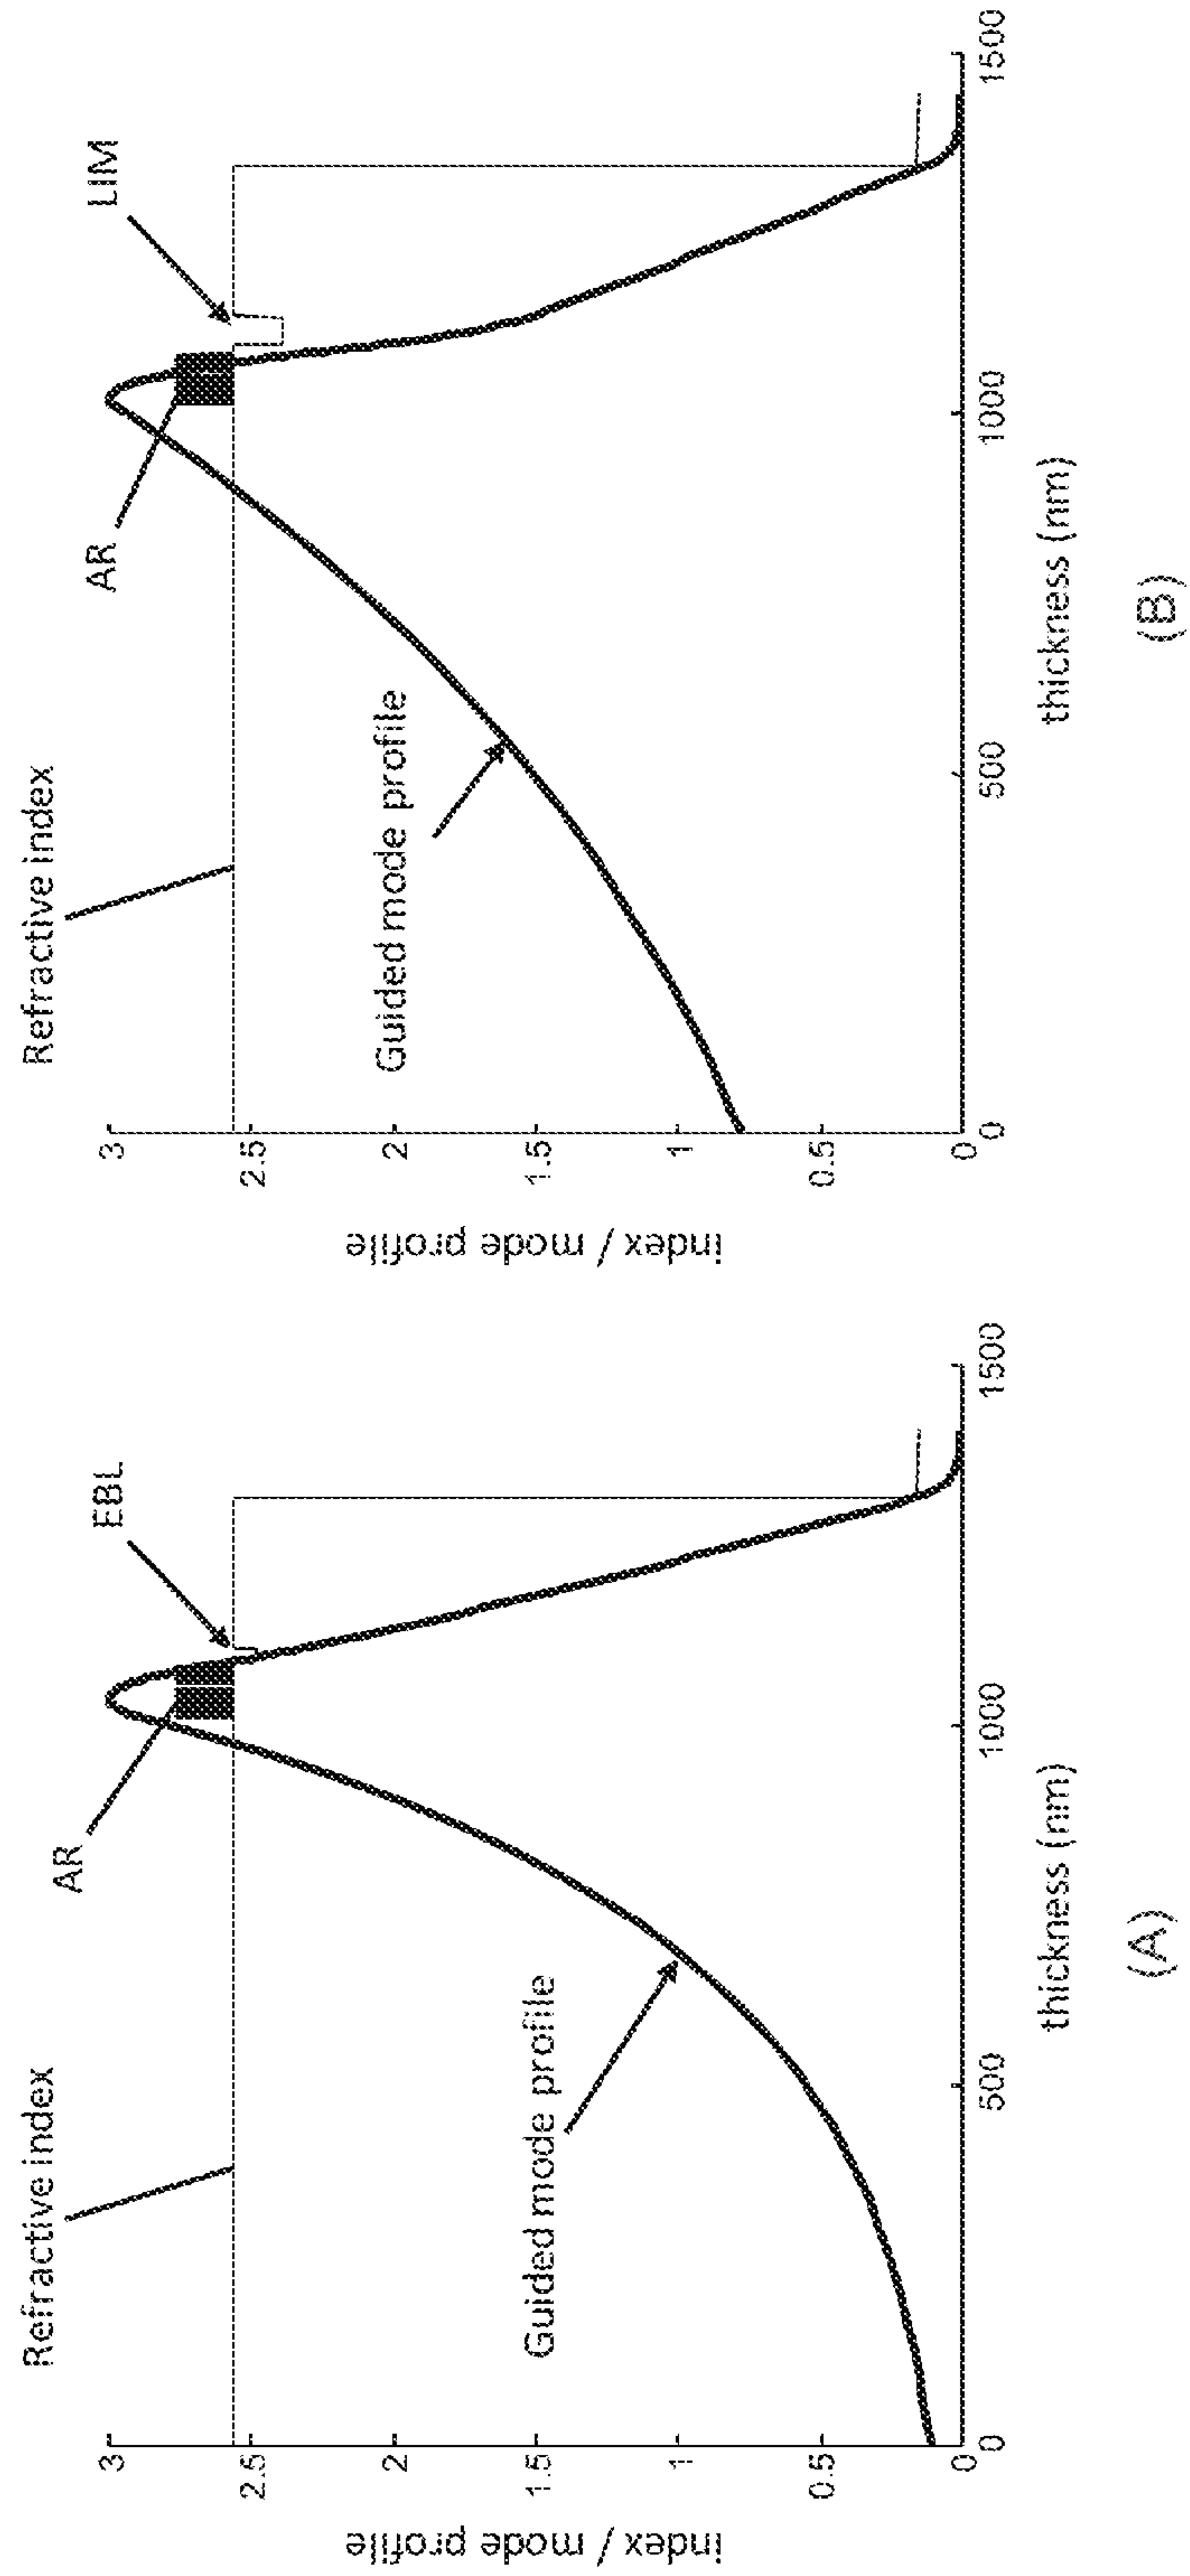 Refractive index
AR
EBL
Guided mode profile
index / mode profile
3
2.5
2
1.5
1
0.5
0
0
500
1000
1500
thickness (nm)
(A)
Refractive index
AR
LIM
Guided mode profile
index / mode profile
3
2.5
2
1.5
1
0.5
0
0
500
1000
1500
thickness (nm)
(B)